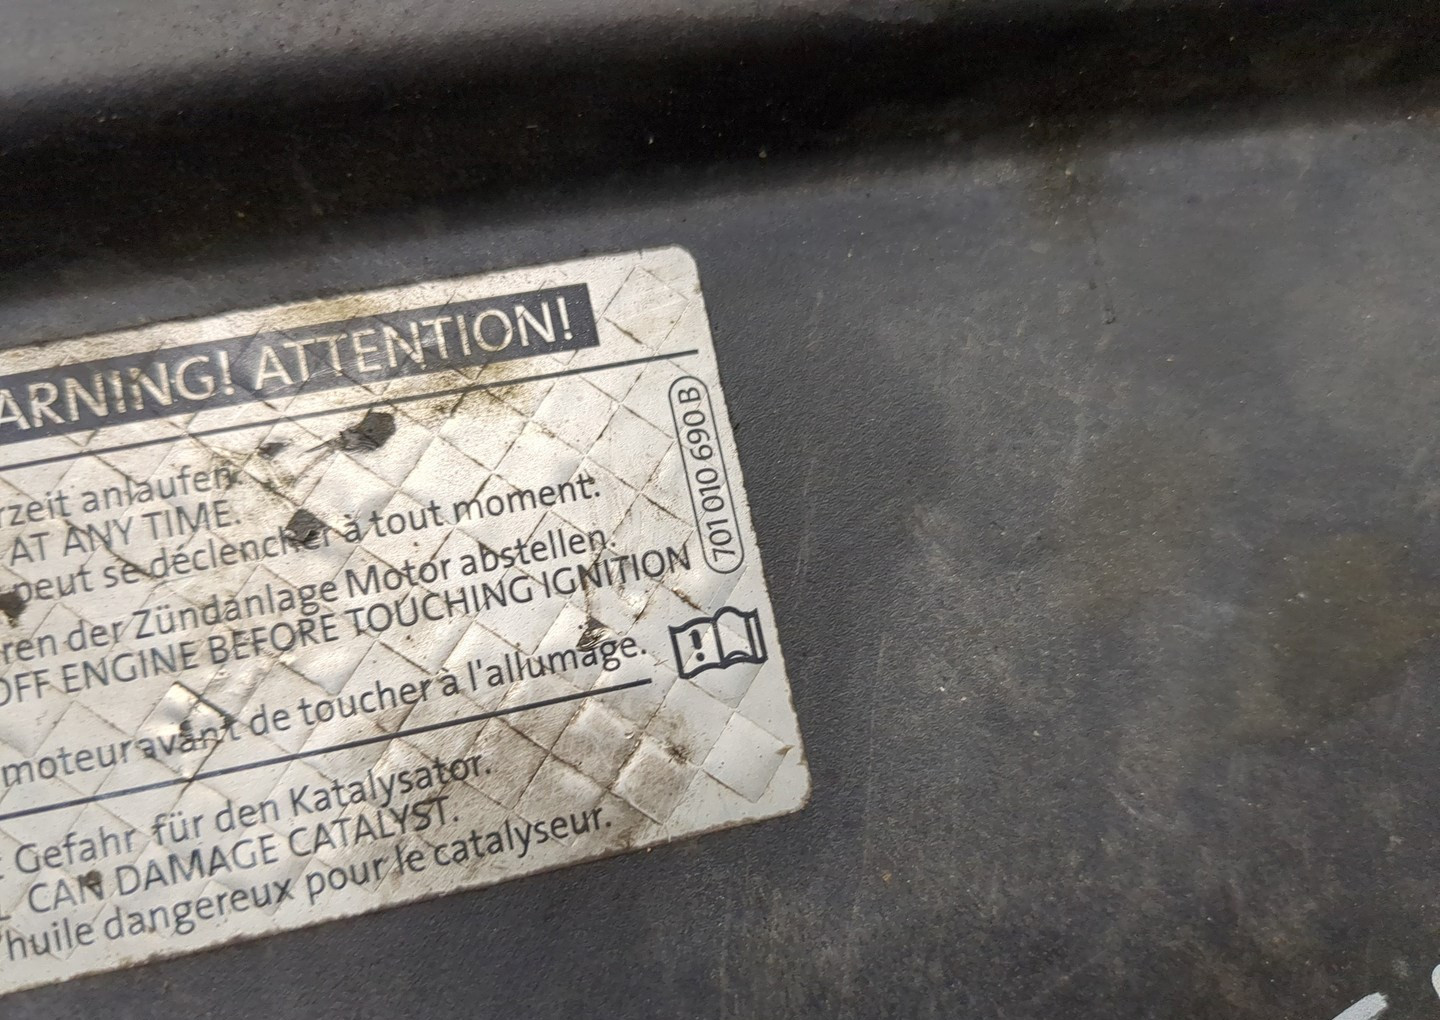 ARNING! ATTENTION!
rzeit anlaufen.
AT ANY TIME.
peut se déclencher à tout moment.
701 010 690 B
ren der Zündanlage Motor abstellen.
OFF ENGINE BEFORE TOUCHING IGNITION
moteur avant de toucher à l'allumage.
Gefahr für den Katalysator.
L CAN DAMAGE CATALYST.
'huile dangereux pour le catalyseur.